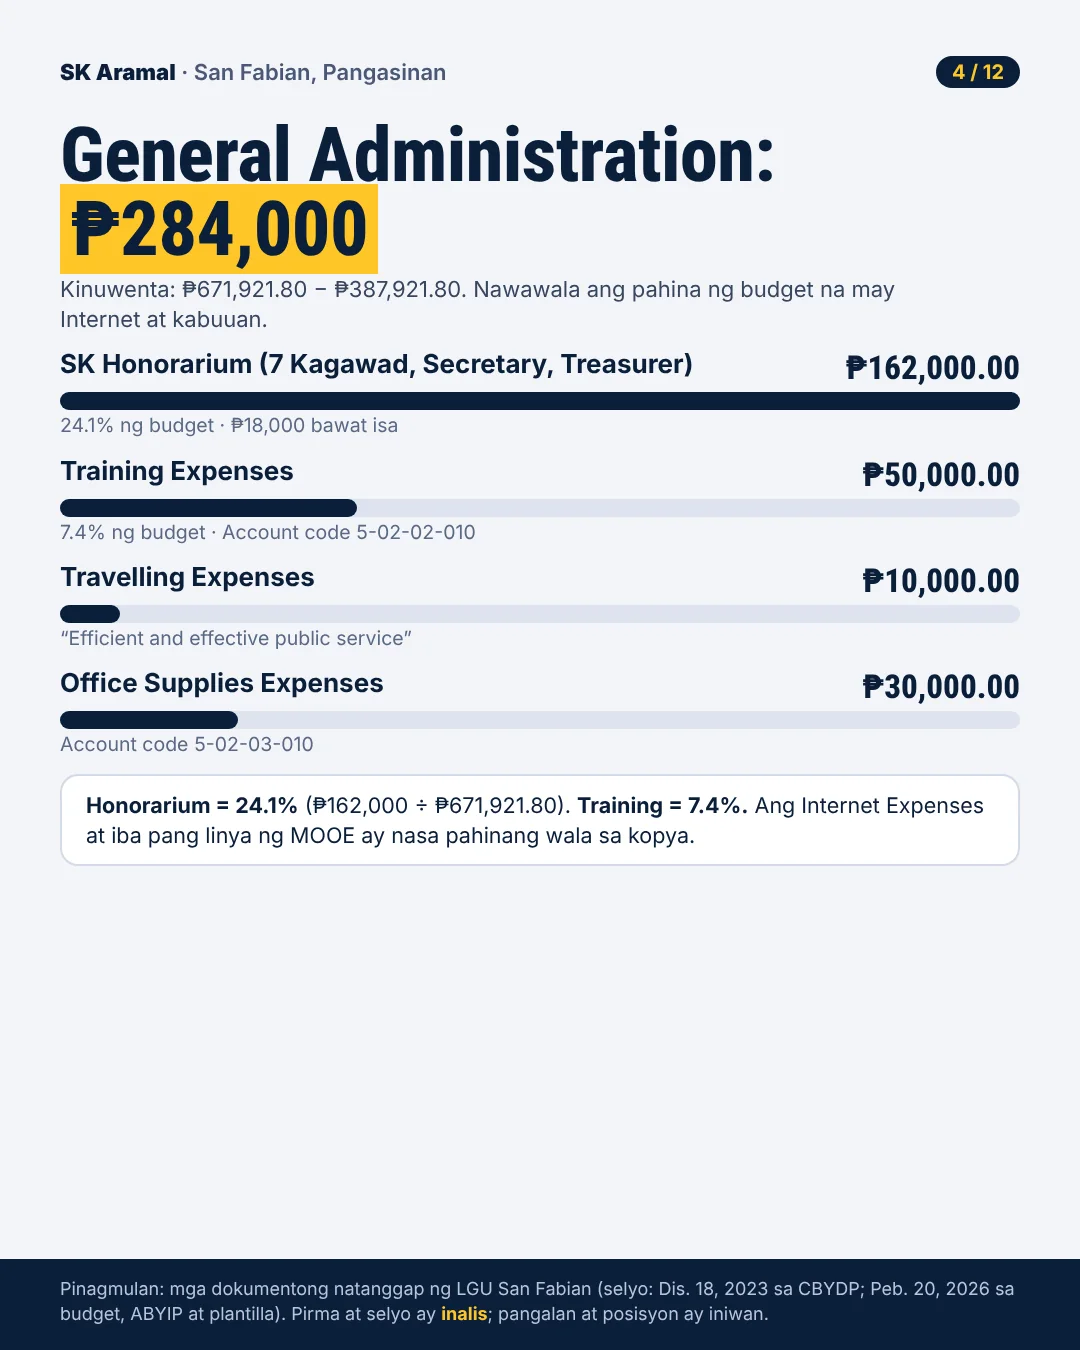 SK Aramal · San Fabian, Pangasinan
4 / 12
General Administration:
₱284,000
Kinuwenta: ₱671,921.80 − ₱387,921.80. Nawawala ang pahina ng budget na may
Internet at kabuuan.
SK Honorarium (7 Kagawad, Secretary, Treasurer)
₱162,000.00
24.1% ng budget · ₱18,000 bawat isa
Training Expenses
₱50,000.00
7.4% ng budget · Account code 5-02-02-010
Travelling Expenses
₱10,000.00
“Efficient and effective public service”
Office Supplies Expenses
₱30,000.00
Account code 5-02-03-010
Honorarium = 24.1% (₱162,000 ÷ ₱671,921.80). Training = 7.4%. Ang Internet Expenses
at iba pang linya ng MOOE ay nasa pahinang wala sa kopya.
Pinagmulan: mga dokumentong natanggap ng LGU San Fabian (selyo: Dis. 18, 2023 sa CBYDP; Peb. 20, 2026 sa
budget, ABYIP at plantilla). Pirma at selyo ay inalis; pangalan at posisyon ay iniwan.